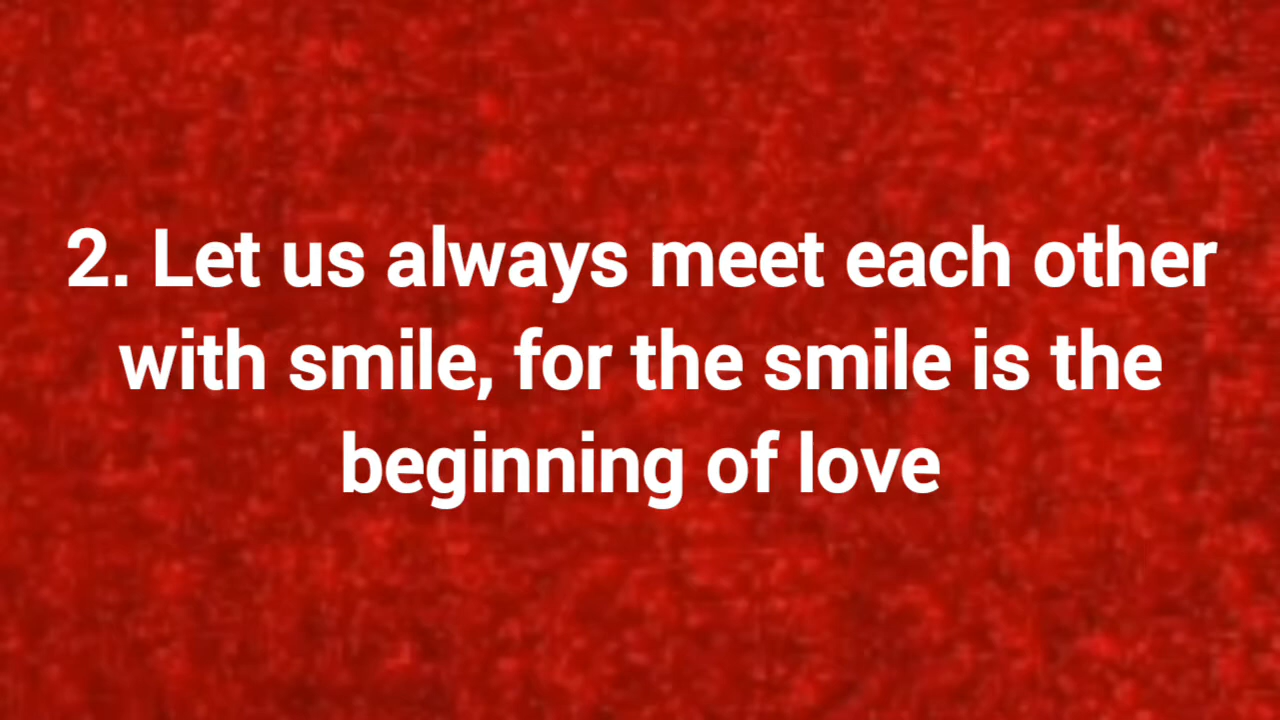 2. Let us always meet each other
with smile, for the smile is the
beginning of love